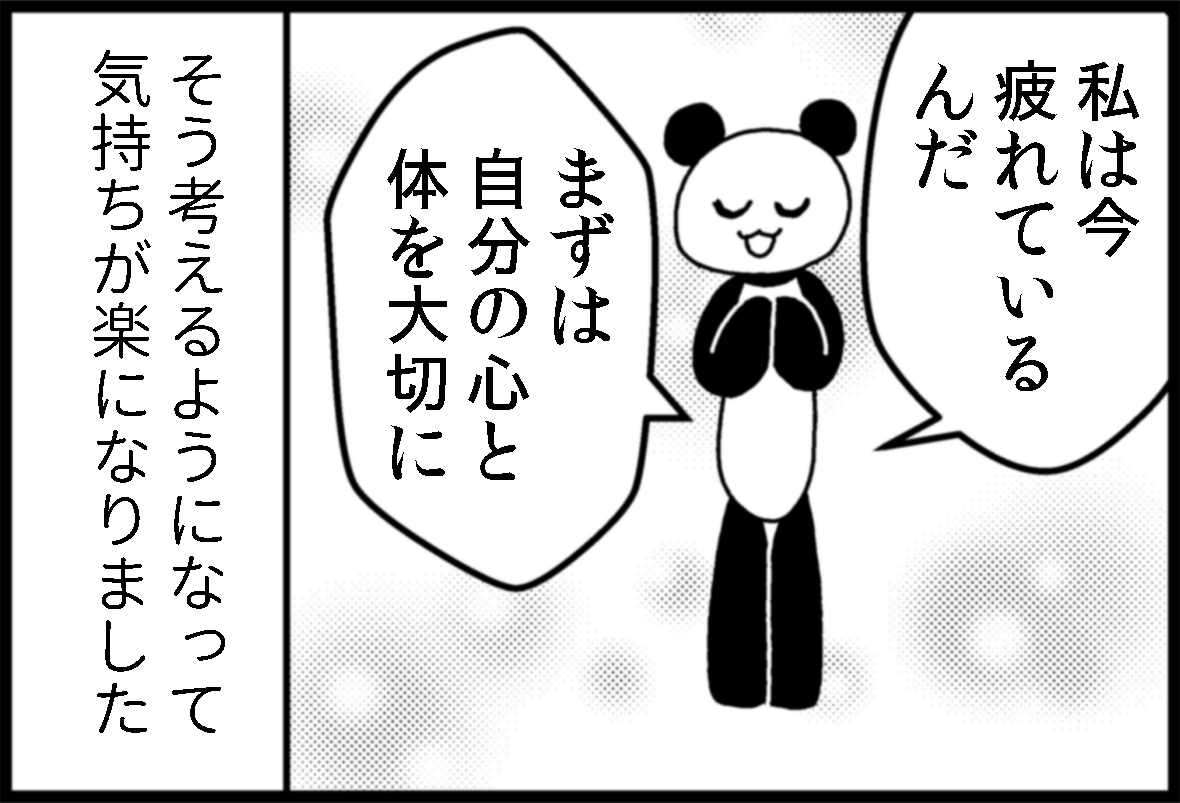 私は今
疲れている
んだ
まずは
自分の心と
体を大切に
そう考えるようになって
気持ちが楽になりました